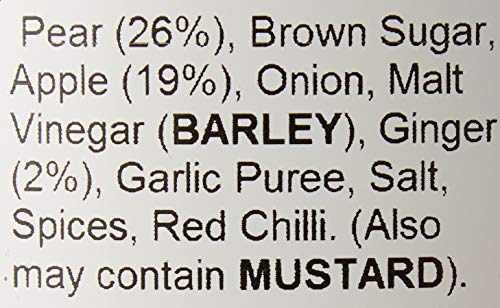 Pear (26%), Brown Sugar,
Apple (19%), Onion, Malt
Vinegar (BARLEY), Ginger
(2%), Garlic Puree, Salt,
Spices, Red Chilli. (Also
may contain MUSTARD).